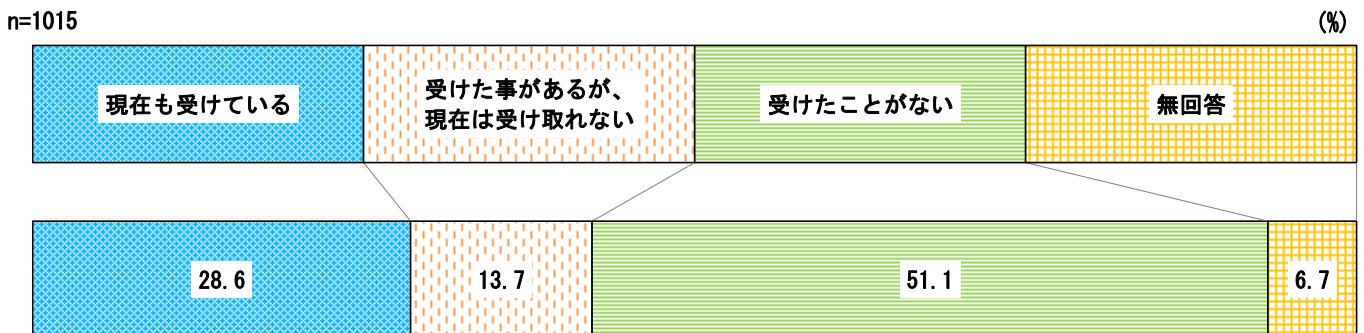 n=1015
(%)
現在も受けている
受けた事があるが、
現在は受け取れない
受けたことがない
無回答
28.6
13.7
51.1
6.7